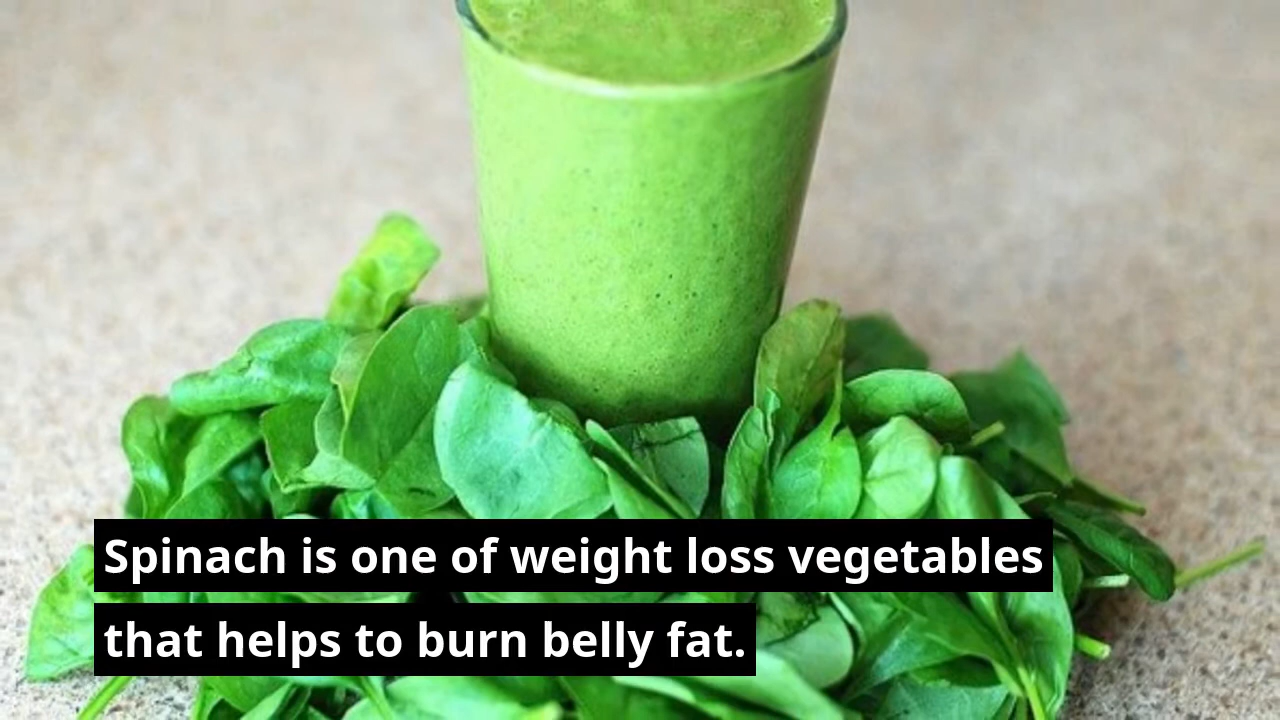 Spinach is one of weight loss vegetables
that helps to burn belly fat.